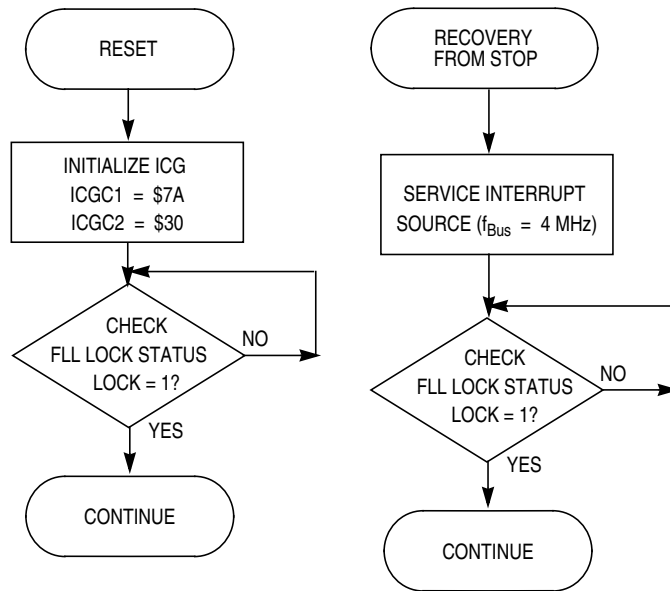 RESET
INITIALIZE ICG
ICGC1 = $7A
ICGC2 = $30
CHECK
FLL LOCK STATUS
LOCK = 1?
NO
YES
CONTINUE
RECOVERY
FROM STOP
SERVICE INTERRUPT
SOURCE (fBus = 4 MHz)
CHECK
FLL LOCK STATUS
LOCK = 1?
NO
YES
CONTINUE